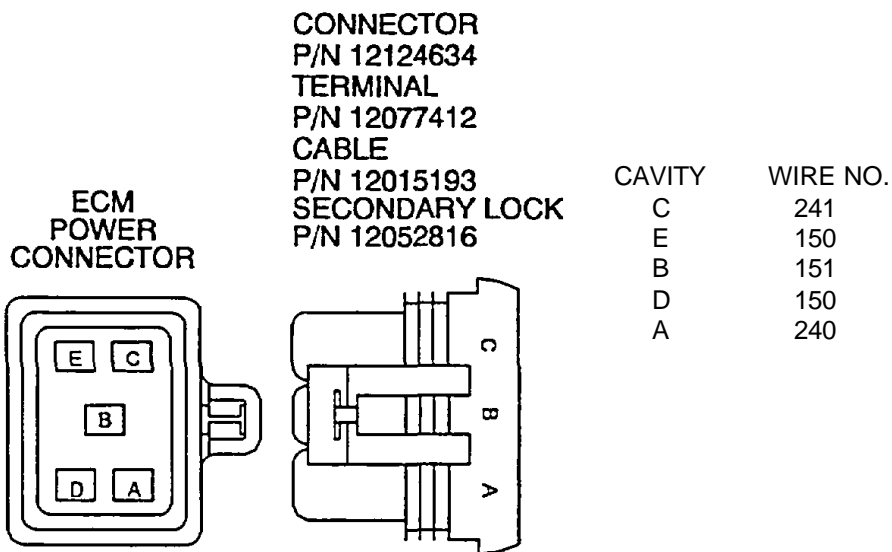 CONNECTOR
P/N 12124634
TERMINAL
P/N 12077412
CABLE
P/N 12015193
SECONDARY LOCK
P/N 12052816
CAVITY WIRE NO.
C 241
E 150
B 151
D 150
A 240
ECM
POWER
CONNECTOR
E C
B
D A
C
B
A